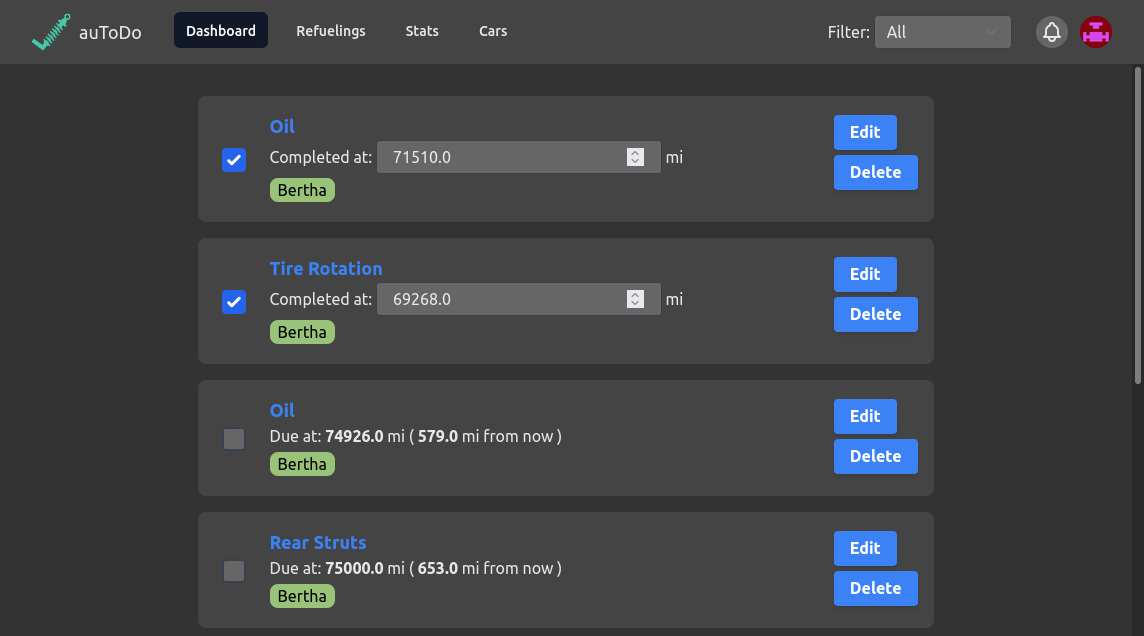 auToDo Dashboard Refuelings Stats Cars Filter: All
Oil
Edit
Completed at: 71510.0 mi
Delete
Bertha
Tire Rotation
Edit
Completed at: 69268.0 mi
Delete
Bertha
Oil
Edit
Due at: 74926.0 mi ( 579.0 mi from now )
Delete
Bertha
Rear Struts
Edit
Due at: 75000.0 mi ( 653.0 mi from now )
Delete
Bertha